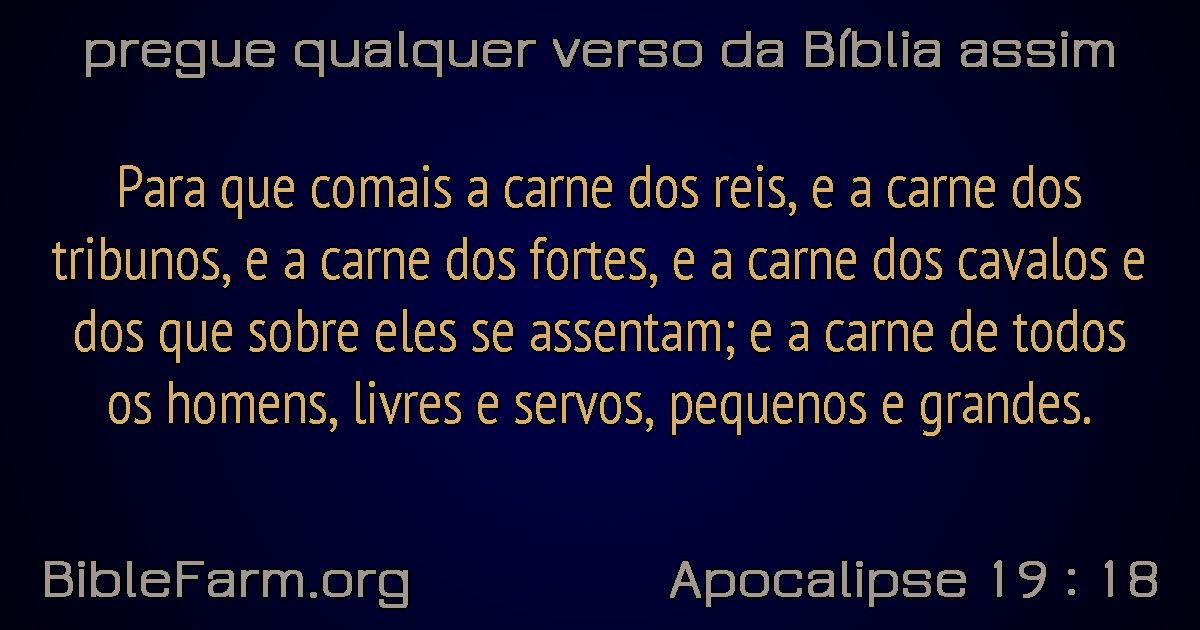 pregue qualquer verso da Bíblia assim
Para que comais a carne dos reis, e a carne dos
tribunos, e a carne dos fortes, e a carne dos cavalos e
dos que sobre eles se assentam; e a carne de todos
os homens, livres e servos, pequenos e grandes.
BibleFarm.org
Apocalipse 19 : 18